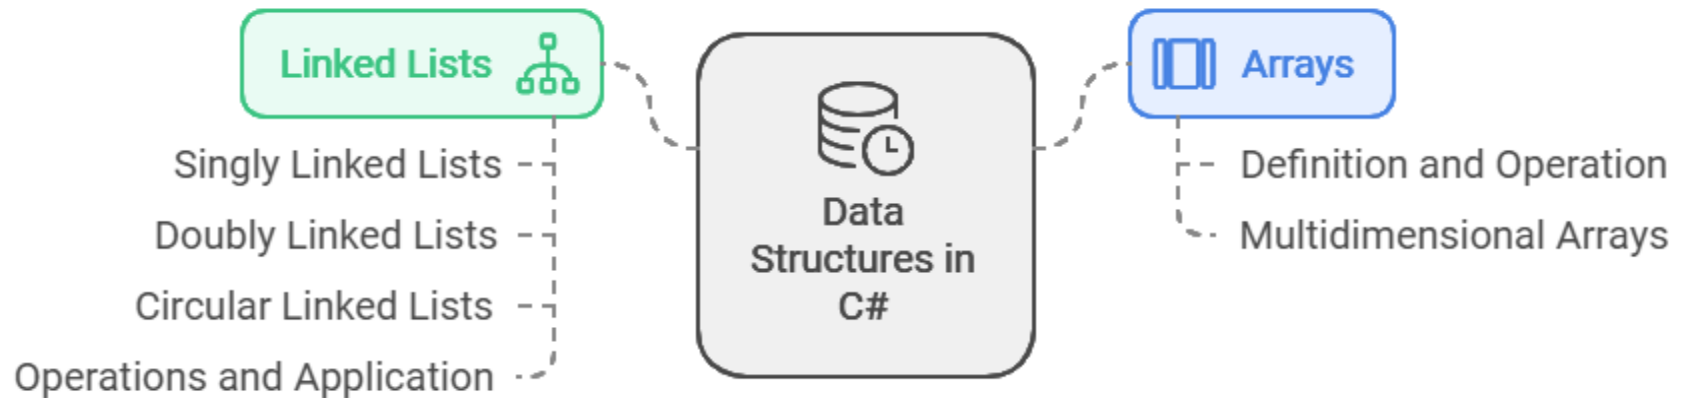 Linked Lists
Singly Linked Lists
Doubly Linked Lists
Circular Linked Lists
Operations and Application
Data
Structures in
C#
Arrays
Definition and Operation
Multidimensional Arrays